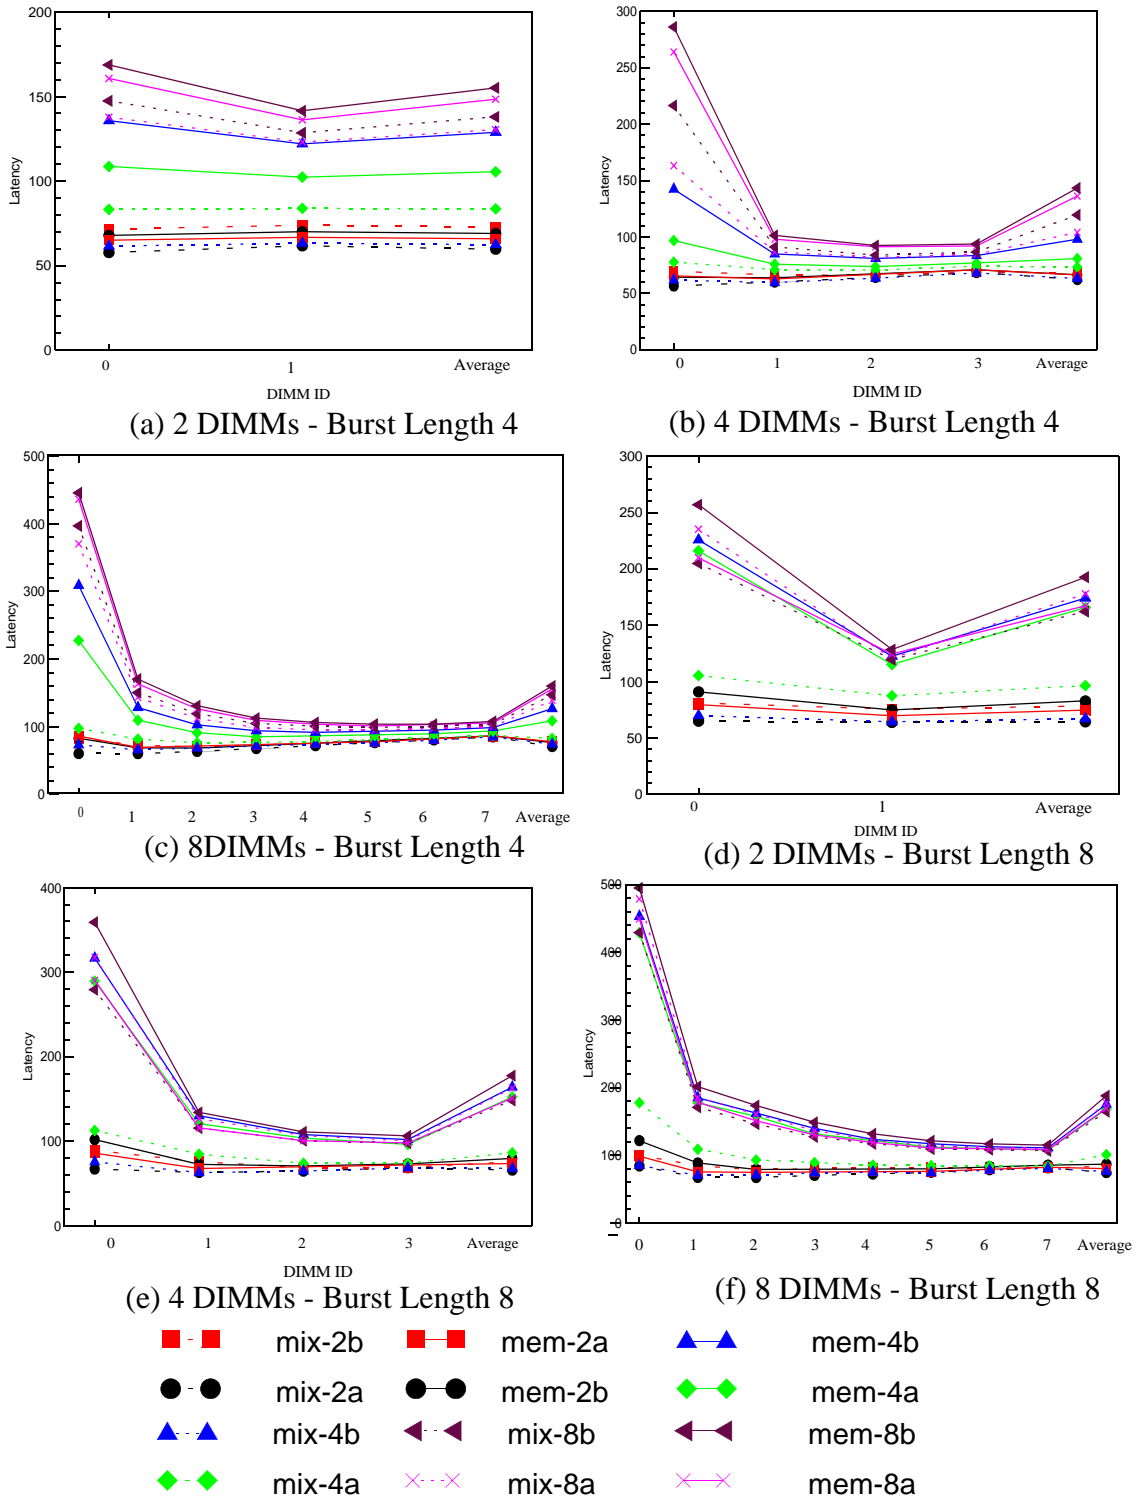 200
150
100
50
0
Latency
0
1
Average
DIMM ID
(a) 2 DIMMs - Burst Length 4
300
250
200
150
100
50
0
Latency
0
1
2
3
Average
DIMM ID
(b) 4 DIMMs - Burst Length 4
500
400
300
200
100
0
Latency
0
1
2
3
4
5
6
7
Average
(c) 8DIMMs - Burst Length 4
300
250
200
150
100
50
0
Latency
0
1
Average
DIMM ID
(d) 2 DIMMs - Burst Length 8
400
300
200
100
0
Latency
0
1
2
3
Average
DIMM ID
(e) 4 DIMMs - Burst Length 8
500
400
300
200
100
0
Latency
0
1
2
3
4
5
6
7
Average
(f) 8 DIMMs - Burst Length 8
mix-2b
mem-2a
mem-4b
mix-2a
mem-2b
mem-4a
mix-4b
mix-8b
mem-8b
mix-4a
mix-8a
mem-8a